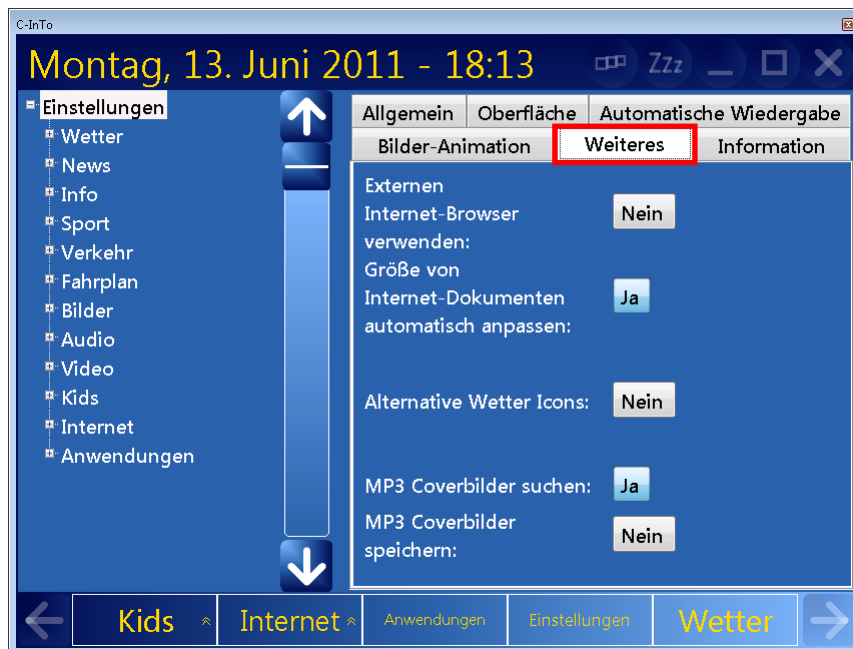 C-InTo
Montag, 13. Juni 2011 - 18:13
Zzz
Einstellungen
Wetter
News
Info
Sport
Verkehr
Fahrplan
Bilder
Audio
Video
Kids
Internet
Anwendungen
Allgemein Oberfläche Automatische Wiedergabe
Bilder-Animation Weiteres Information
Externen
Internet-Browser
verwenden:
Nein
Größe von
Internet-Dokumenten
automatisch anpassen:
Ja
Alternative Wetter Icons: Nein
MP3 Coverbilder suchen: Ja
MP3 Coverbilder
speichern:
Nein
Kids Internet Anwendungen Einstellungen Wetter